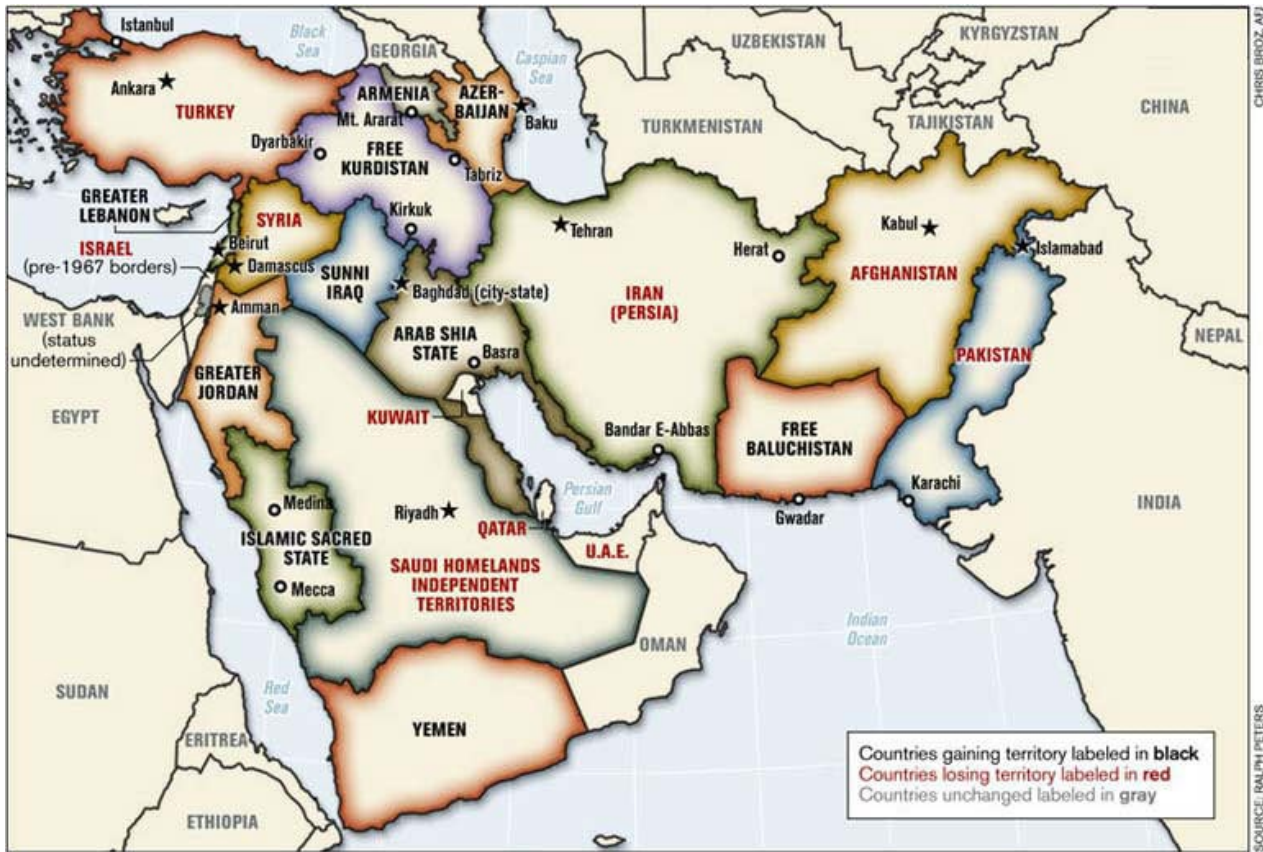 CHRIS BROZ, AFJ
Istanbul
Black
Sea
GEORGIA
Caspian
Sea
UZBEKISTAN
KYRGYZSTAN
CHINA
Ankara
TURKEY
ARMENIA
Mt. Ararat
AZER-
BAIJAN
Baku
TURKMENISTAN
TAJIKISTAN
Dyarbakir
FREE
KURDISTAN
Tabriz
GREATER
LEBANON
SYRIA
Kirkuk
Tehran
Herat
Kabul
Islamabad
ISRAEL
(pre-1967 borders)
Beirut
Damascus
SUNNI
IRAQ
Baghdad (city-state)
IRAN
(PERSIA)
AFGHANISTAN
Amman
WEST BANK
(status
undetermined)
ARAB SHIA
STATE
Basra
PAKISTAN
NEPAL
GREATER
JORDAN
EGYPT
KUWAIT
Bandar E-Abbas
FREE
BALUCHISTAN
Medina
Riyadh
Persian
Gulf
Gwadar
Karachi
INDIA
ISLAMIC SACRED
STATE
QATAR
U.A.E.
Mecca
SAUDI HOMELANDS
INDEPENDENT
TERRITORIES
OMAN
Indian
Ocean
SUDAN
Red
Sea
YEMEN
ERITREA
ETHIOPIA
Countries gaining territory labeled in black
Countries losing territory labeled in red
Countries unchanged labeled in gray
SOURCE: RALPH PETERS